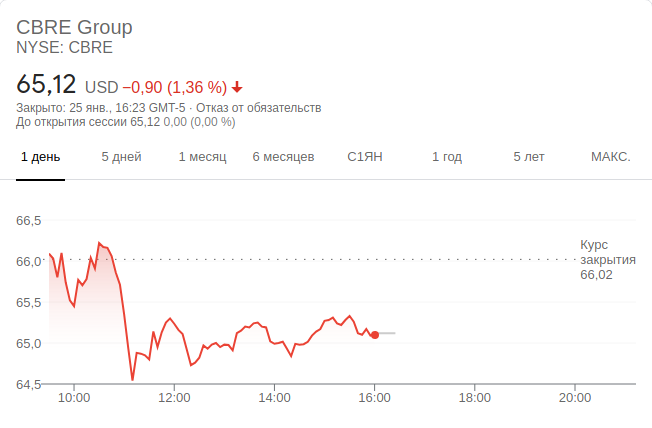 CBRE Group
NYSE: CBRE
65,12 USD −0,90 (1,36 %)
Закрыто: 25 янв., 16:23 GMT-5 · Отказ от обязательств
До открытия сессии 65,12 0,00 (0,00 %)
1 день 5 дней 1 месяц 6 месяцев С1ЯН 1 год 5 лет МАКС.
66,5
Курс
66,0 закрытия
66,02
65.5
65.0
64,5
10:00 12:00 14:00 16:00 18:00 20:00